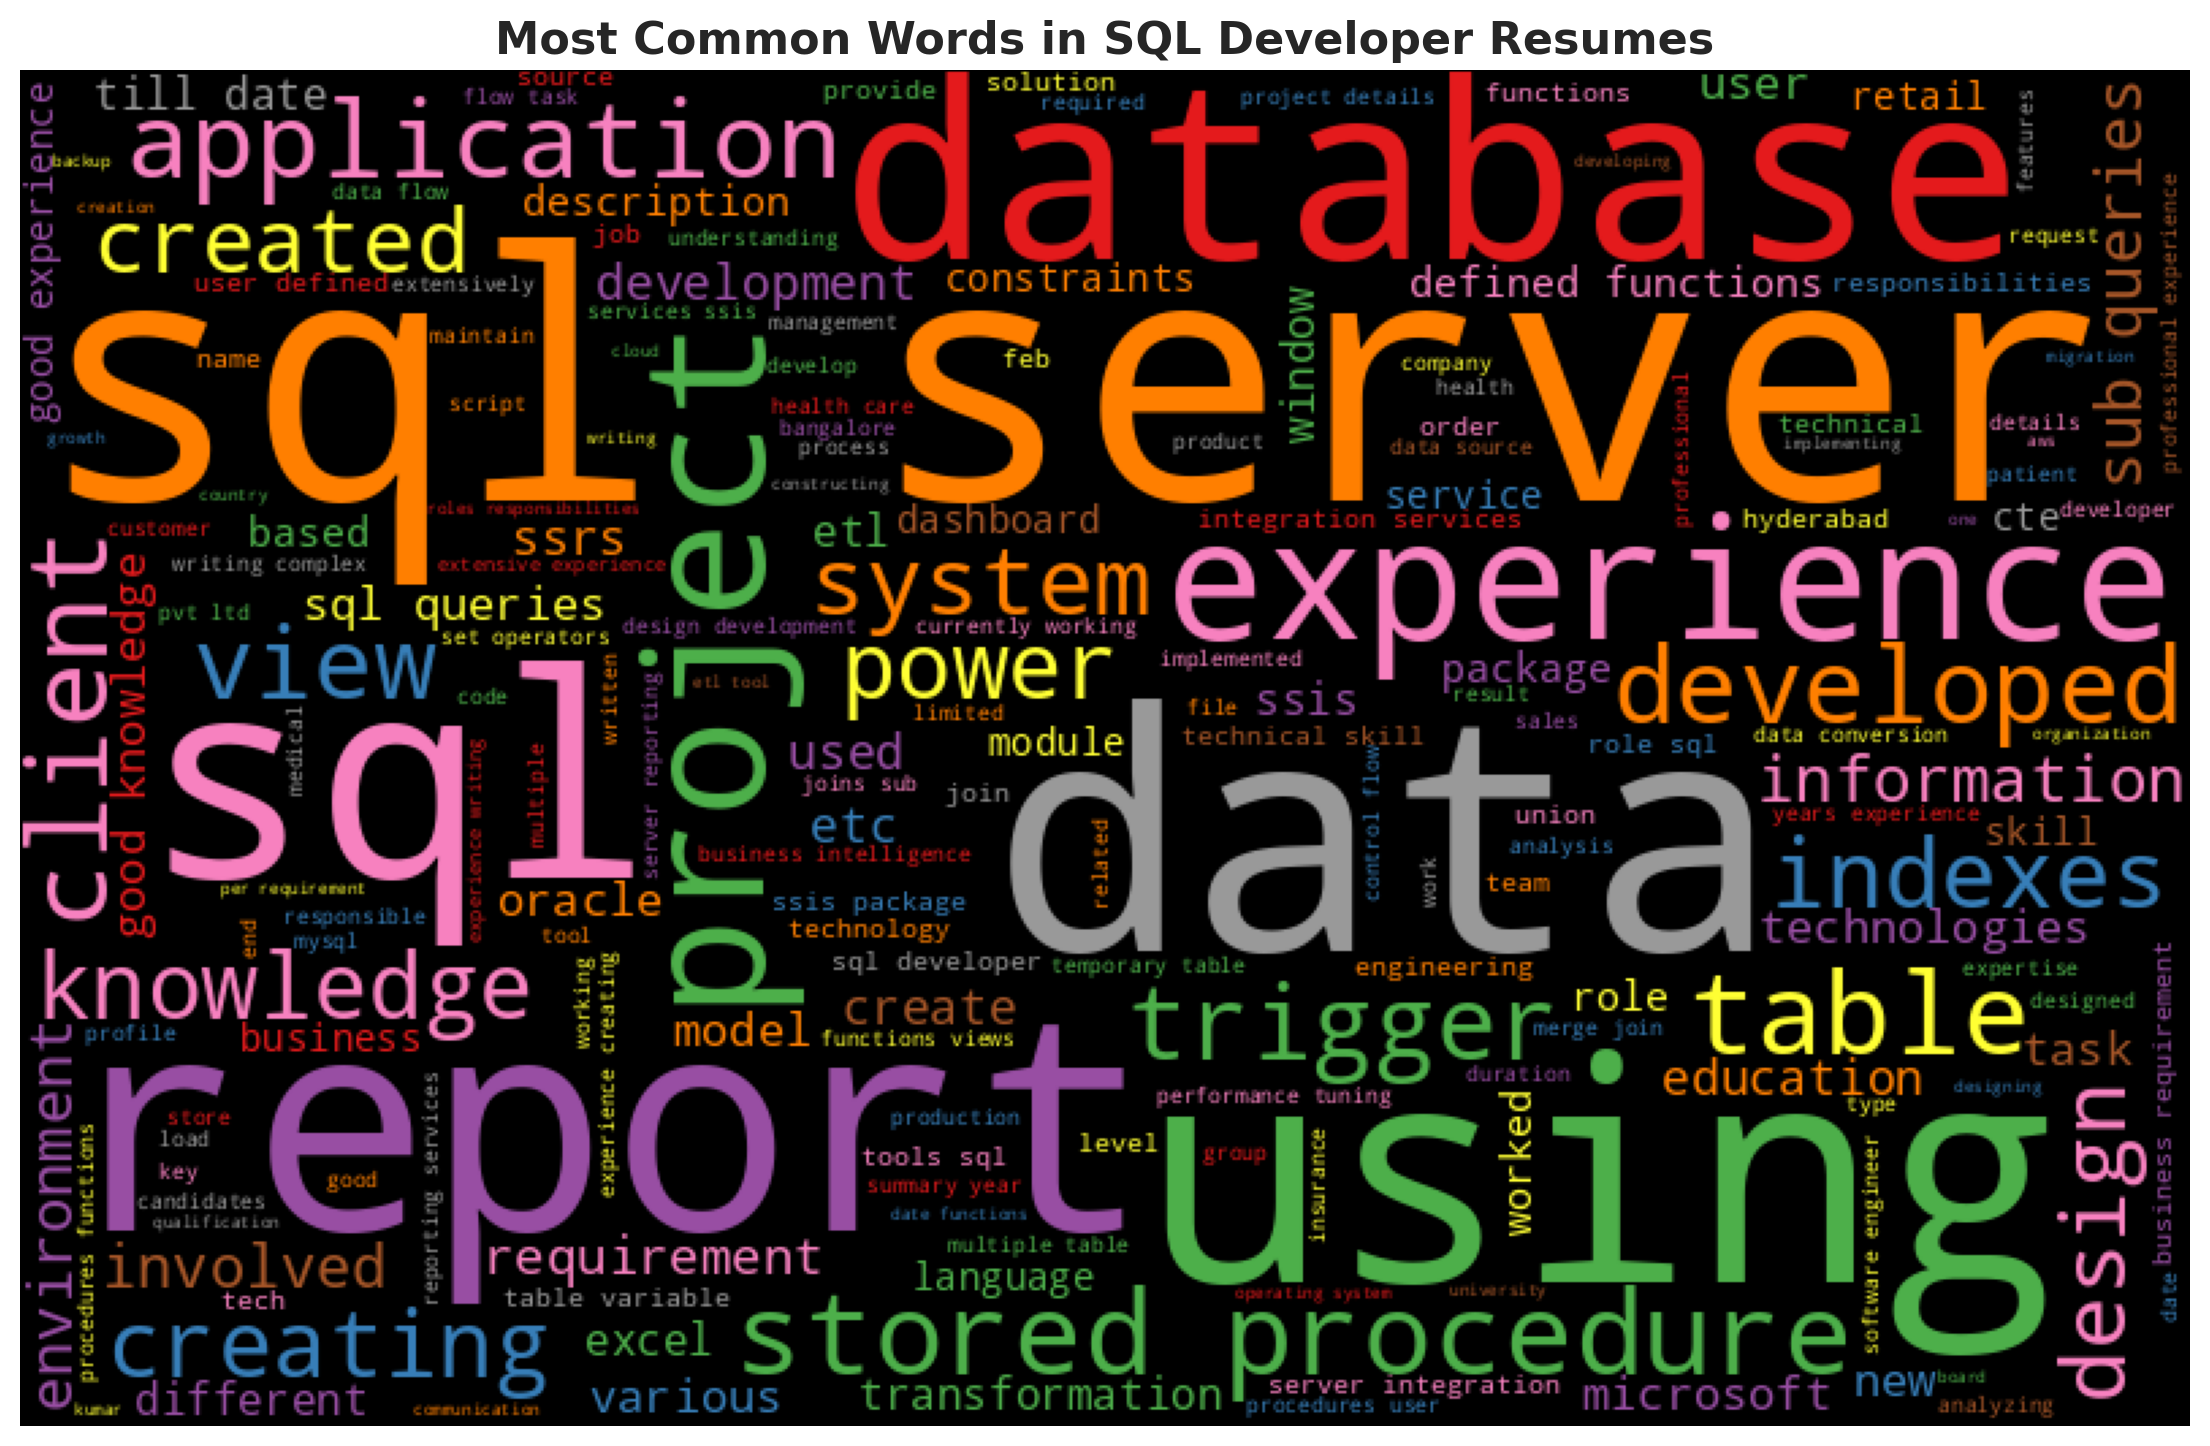 Most Common Words in SQL Developer Resumes
till date
source
flow task
provide
solution
required
project details
functions
user
retail
features
sub queries
good experience
backup
application
database
developing
data flow
creation
description
created
job
understanding
request
professional experience
user defined
extensively
development
constraints
defined functions
responsibilities
services ssis
management
window
sql
server
name
maintain
cloud
develop
feb
company
health
migration
script
health care
bangalore
order
professional
technical
details
aws
growth
writing
process
product
data source
implementing
patient
country
constructing
service
roles responsibilities
customer
based
ssrs
project
etl
dashboard
integration services
hyderabad
one
cte
developer
writing complex
extensive experience
system
experience
client
good knowledge
pvt ltd
sql queries
set operators
design development
currently working
view
written
server reporting
etl tool
power
implemented
package
developed
code
result
ssis
file
limited
sales
medical
sql
used
module
technical skill
role sql
data conversion
organization
experience writing
multiple
joins sub
join
data
control flow
information
etc
union
years experience
skill
business intelligence
related
analysis
indexes
per requirement
oracle
work
team
responsible
ssis package
technologies
mysql
end
tool
technology
knowledge
working
experience creating
sql developer
temporary table
engineering
expertise
business requirement
create
trigger
role
table
designed
environment
profile
business
model
functions views
merge join
task
report
duration
education
designing
store
reporting services
production
performance tuning
using
type
design
load
procedures functions
level
worked
key
tools sql
group
insurance
software engineer
good
summary year
candidates
qualification
date functions
involved
requirement
multiple table
language
date
tech
table variable
operating system
university
creating
excel
stored procedure
different
various
transformation
server integration
microsoft
new
board
kumar
communication
procedures user
analyzing